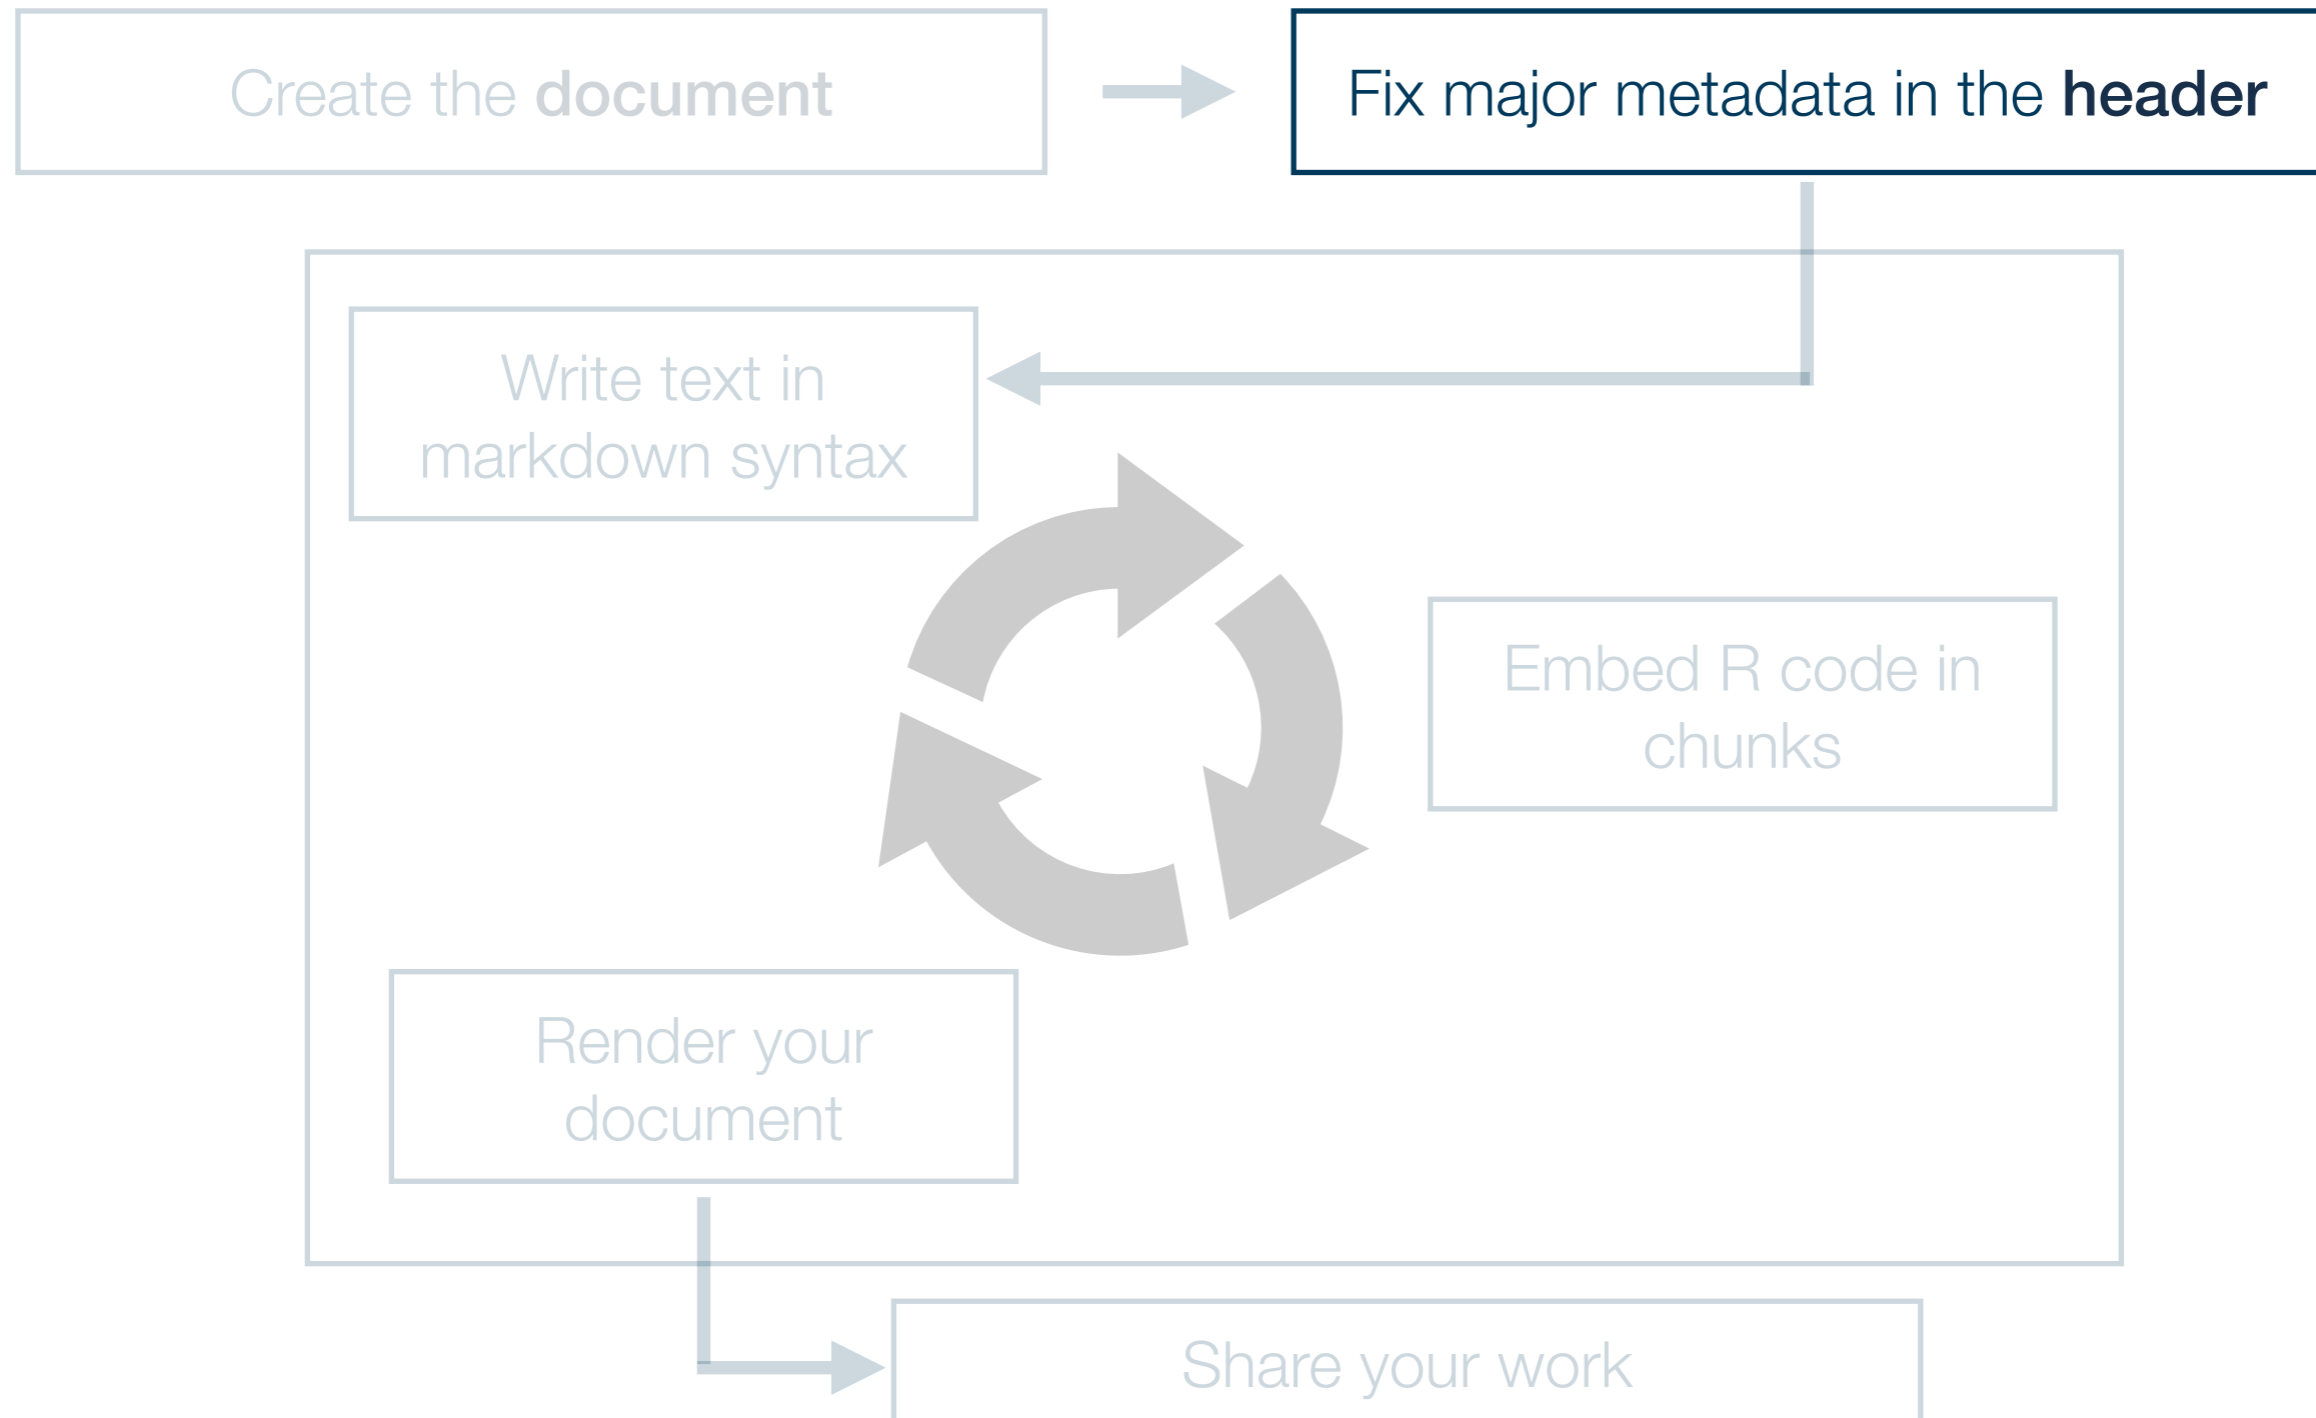 Create the document
Fix major metadata in the header
Write text in
markdown syntax
Embed R code in
chunks
Render your
document
Share your work